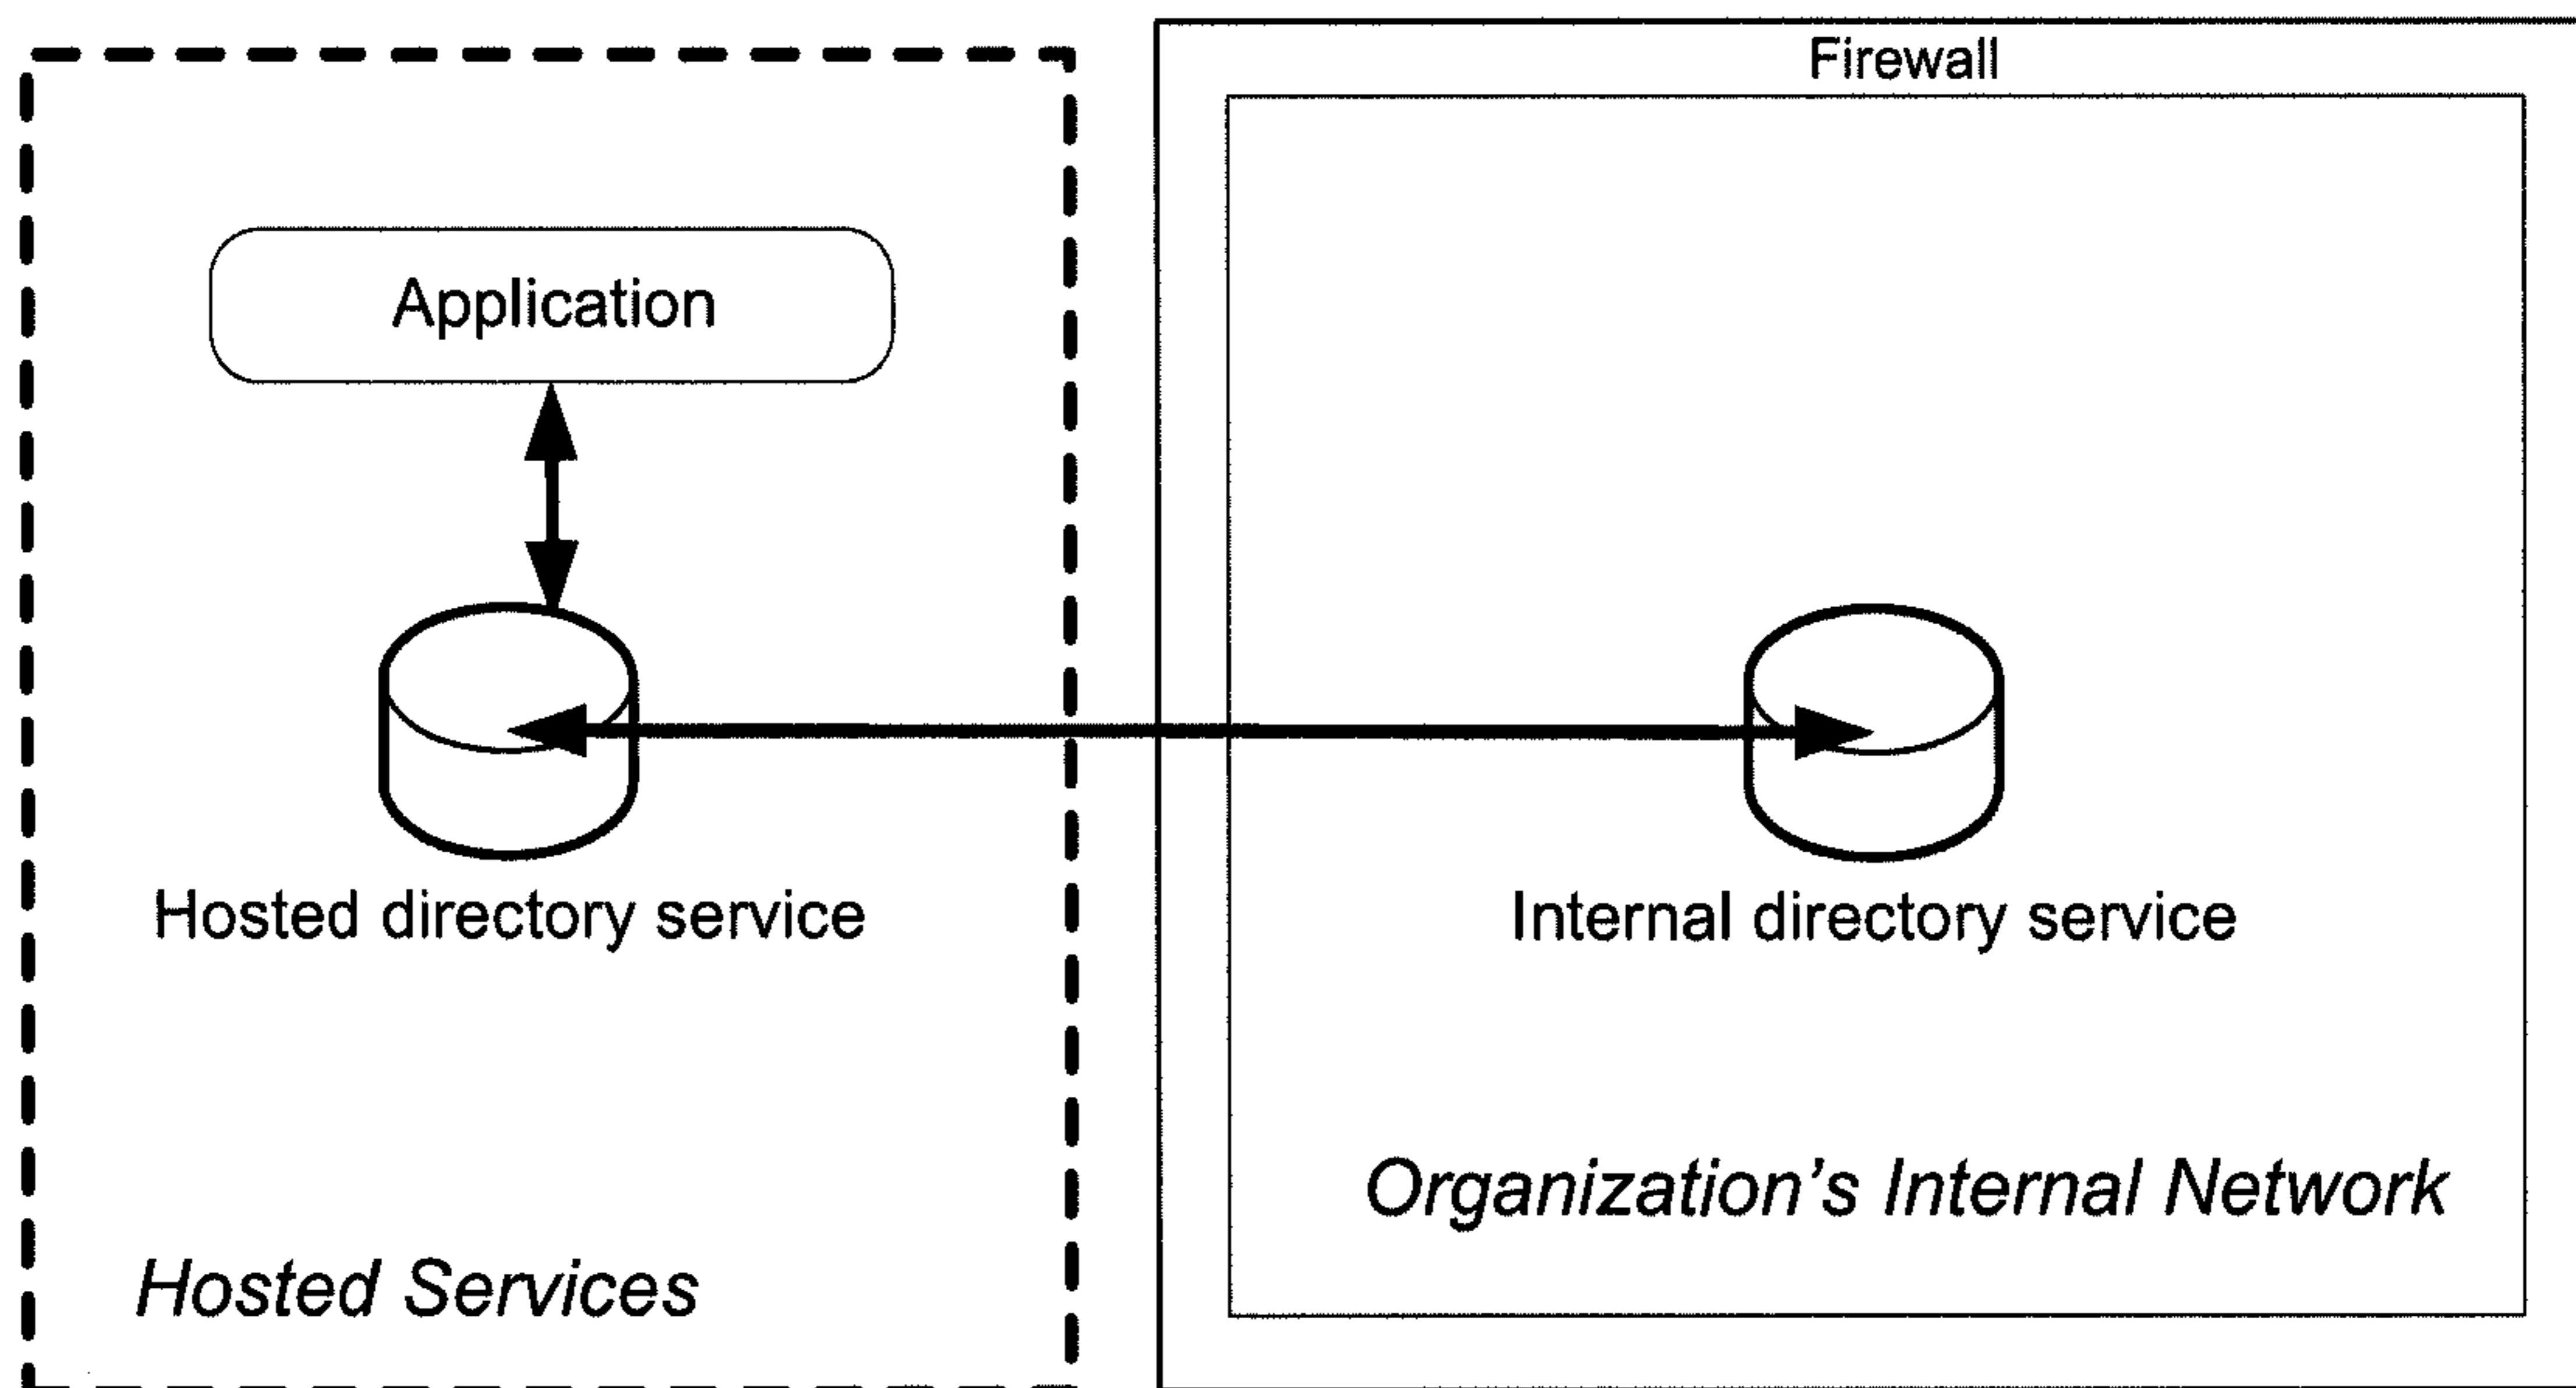 Firewall
Application
Hosted directory service
Internal directory service
Organization's Internal Network
Hosted Services